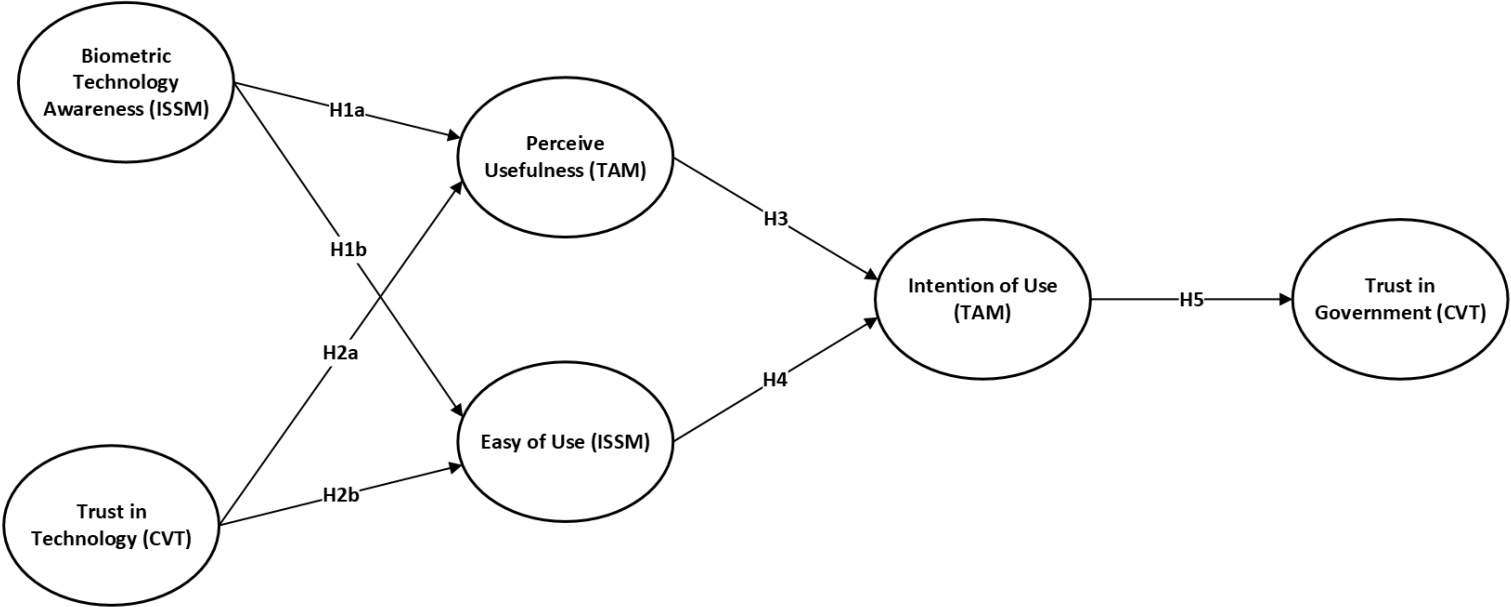 Biometric
Technology
Awareness (ISSM)
H1a
Perceive
Usefulness (TAM)
H1b
H3
Intention of Use
(TAM)
H5
Trust in
Government (CVT)
H2a
H4
Easy of Use (ISSM)
H2b
Trust in
Technology (CVT)